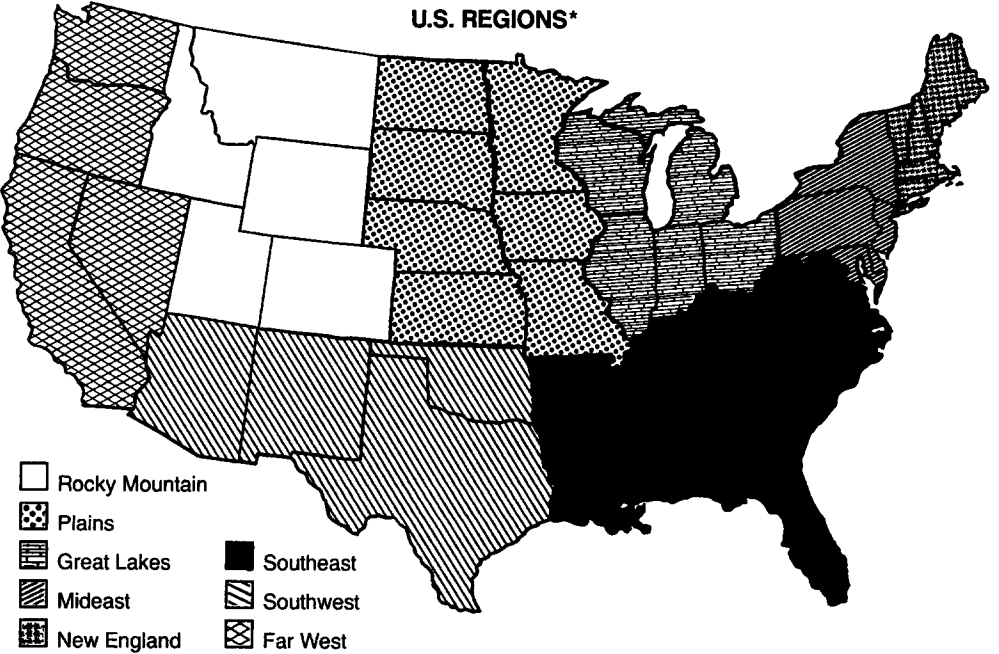 U.S. REGIONS*
Rocky Mountain
Plains
Great Lakes
Mideast
New England
Southeast
Southwest
Far West